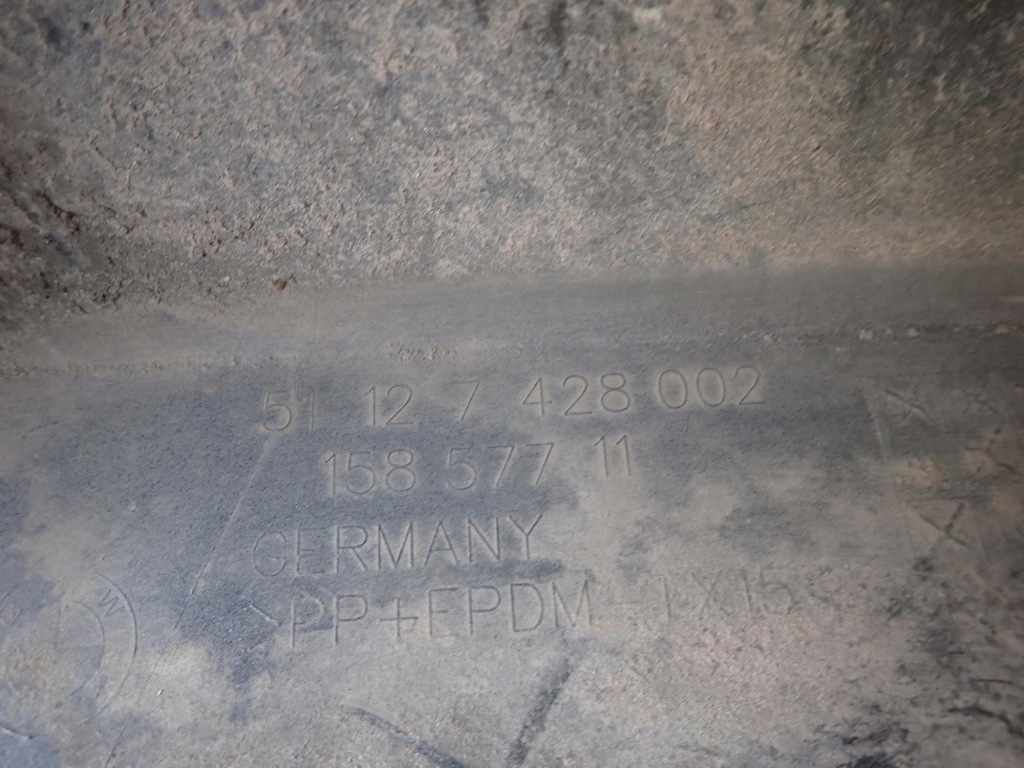 51 12 7 428 002
158 577 11
GERMANY
>PP+EPDM-TX15
W